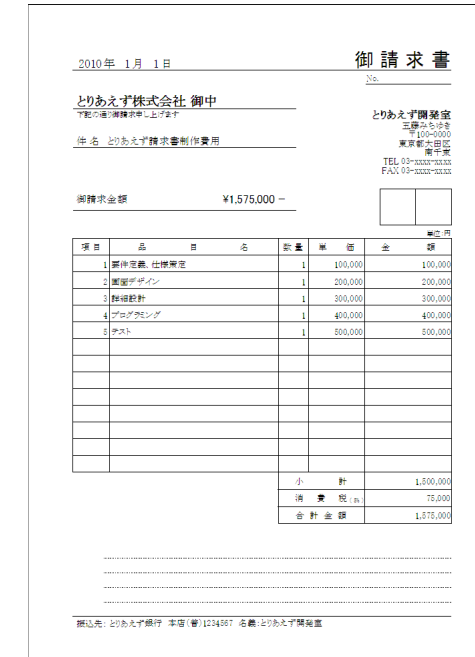 御請求書
2010年 1月 1日
No.
とりあえず株式会社 御中
下記の通り御請求申し上げます
とりあえず開発室
五藤みちゆき
〒100-0000
東京都大田区
南千束
TEL 03-xxxx-xxxx
FAX 03-xxxx-xxxx
件 名 とりあえず請求書制作費用
御請求金額 ¥1,575,000 −
単位:円
項目 品 目 名 数量 単 価 金 額
1 要件定義、仕様策定 1 100,000 100,000
2 画面デザイン 1 200,000 200,000
3 詳細設計 1 300,000 300,000
4 プログラミング 1 400,000 400,000
5 テスト 1 500,000 500,000
小 計 1,500,000
消 費 税 (5%) 75,000
合 計 金 額 1,575,000
振込先: とりあえず銀行 本店(普)1234567 名義:とりあえず開発室